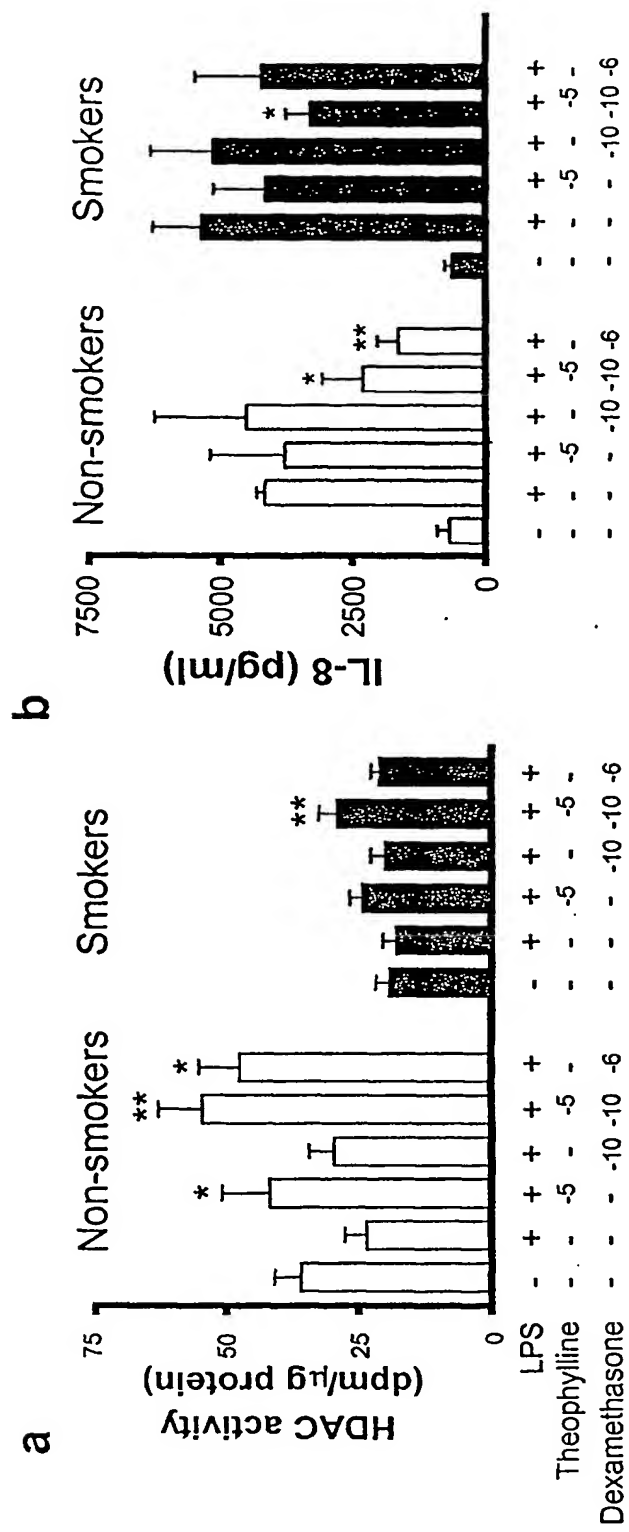 a
Non-smokers Smokers
HDAC activity
(dpm/µg protein)
75
50
25
0
** * * **
LPS - + + + + + - + + + + +
Theophylline - - -5 - -5 - - - -5 - -5 -
Dexamethasone - - - -10 -10 -6 - - - -10 -10 -6
b
Non-smokers Smokers
IL-8 (pg/ml)
7500
5000
2500
0
* ** *
- + + + + + - + + + + +
- - -5 - -5 - - - -5 - -5 -
- - - -10 -10 -6 - - - -10 -10 -6